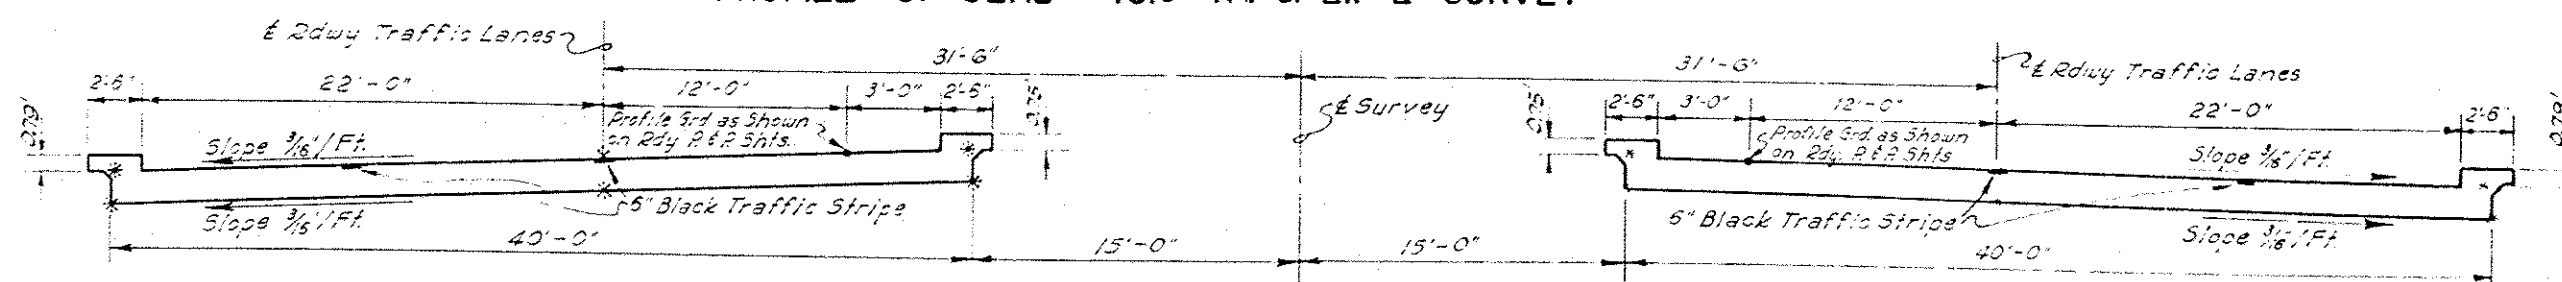 ℄ Rdwy Traffic Lanes
31'-6"
31'-6"
℄ Rdwy Traffic Lanes
2'-6"
22'-0"
12'-0"
3'-0"
2'-6"
℄ Survey
2'-6"
3'-0"
12'-0"
22'-0"
2'-6"
Profile Grd. as Shown
on Rdy. P. & P. Shts.
Profile Grd. as Shown
on Rdy. P. & P. Shts
Slope 3/16"/Ft.
Slope 3/16"/Ft.
Slope 3/16"/Ft.
6" Black Traffic Stripe
6" Black Traffic Stripe
Slope 3/16"/Ft.
40'-0"
15'-0"
15'-0"
40'-0"